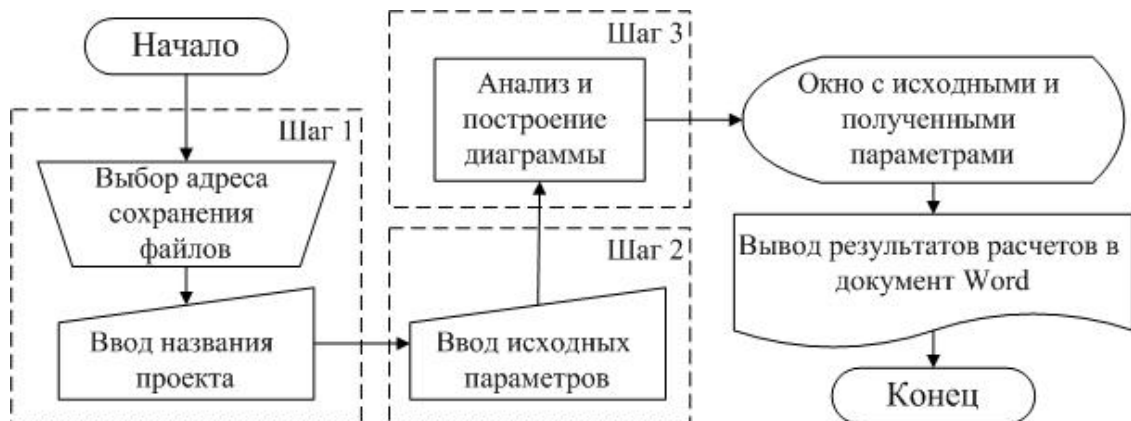 Начало
Шаг 1
Выбор адреса
сохранения
файлов
Ввод названия
проекта
Шаг 2
Ввод исходных
параметров
Шаг 3
Анализ и
построение
диаграммы
Окно с исходными и
полученными
параметрами
Вывод результатов расчетов в
документ Word
Конец